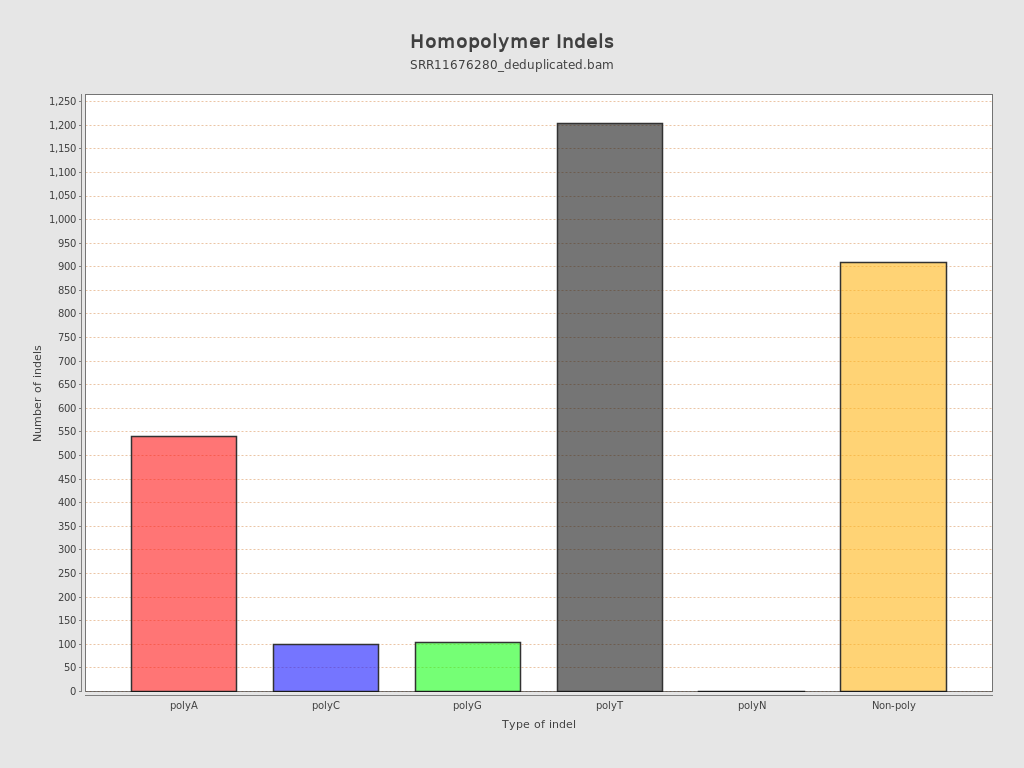 Homopolymer Indels
SRR11676280_deduplicated.bam
1,250
1,200
1,150
1,100
1,050
1,000
950
900
850
800
750
700
650
600
550
500
450
400
350
300
250
200
150
100
50
0
Number of indels
polyA
polyC
polyG
polyT
polyN
Non-poly
Type of indel